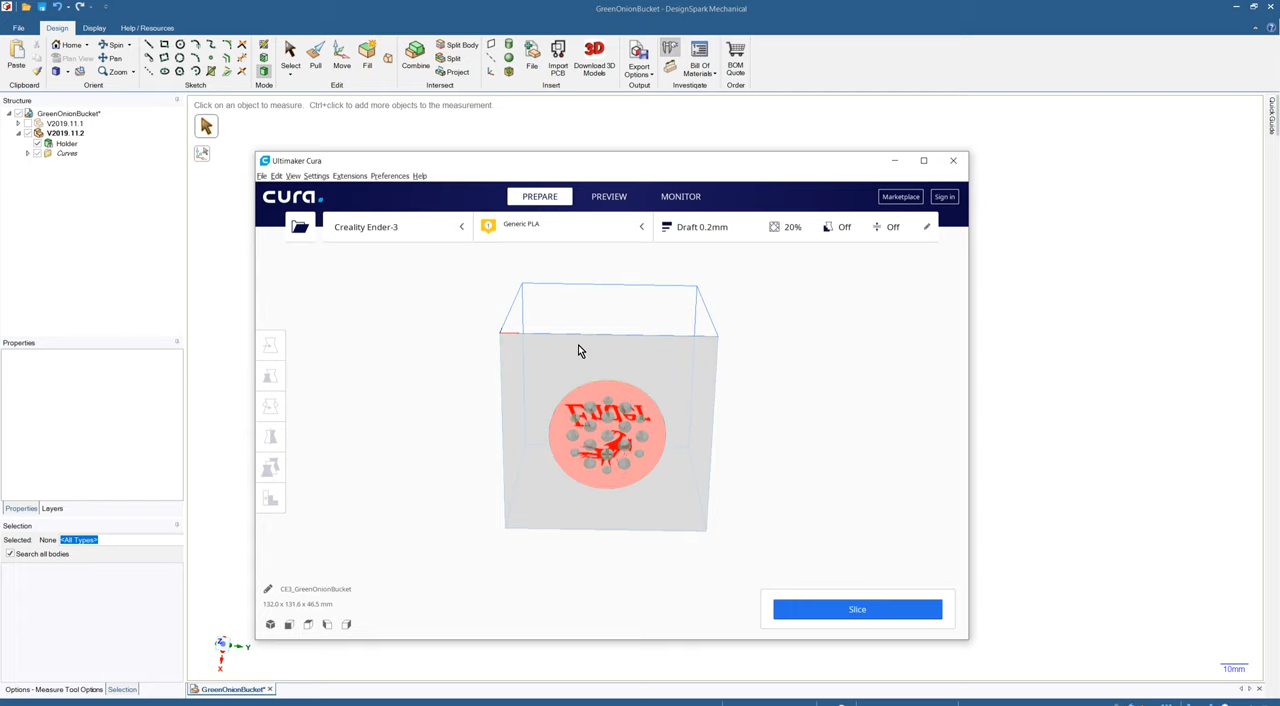 GreenOnionBucket - DesignSpark Mechanical
File Design Display Help / Resources
Paste Home Spin Select Pull Move Fill Combine Split Body File Import PCB Download 3D Models Export Options Bill Of Materials BOM Quote
Plan View Pan Split
Zoom Project
Clipboard Orient Sketch Mode Edit Intersect Insert Output Investigate Order
Structure
Click on an object to measure. Ctrl+click to add more objects to the measurement.
GreenOnionBucket*
V2019.11.1
V2019.11.2
Holder
Curves
Quick Guide
Ultimaker Cura
File Edit View Settings Extensions Preferences Help
cura. PREPARE PREVIEW MONITOR Marketplace Sign in
Creality Ender-3 Generic PLA Draft 0.2mm 20% Off Off
1
Ender
CE3_GreenOnionBucket
132.0 x 131.6 x 46.5 mm
Slice
Properties
Properties Layers
Selection
Selected: None <All Types>
Search all bodies
Z Y
X
10mm
Options - Measure Tool Options Selection GreenOnionBucket*